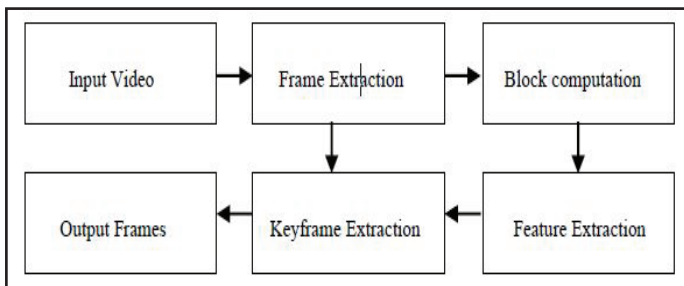 Input Video
Frame Extraction
Block computation
Output Frames
Keyframe Extraction
Feature Extraction